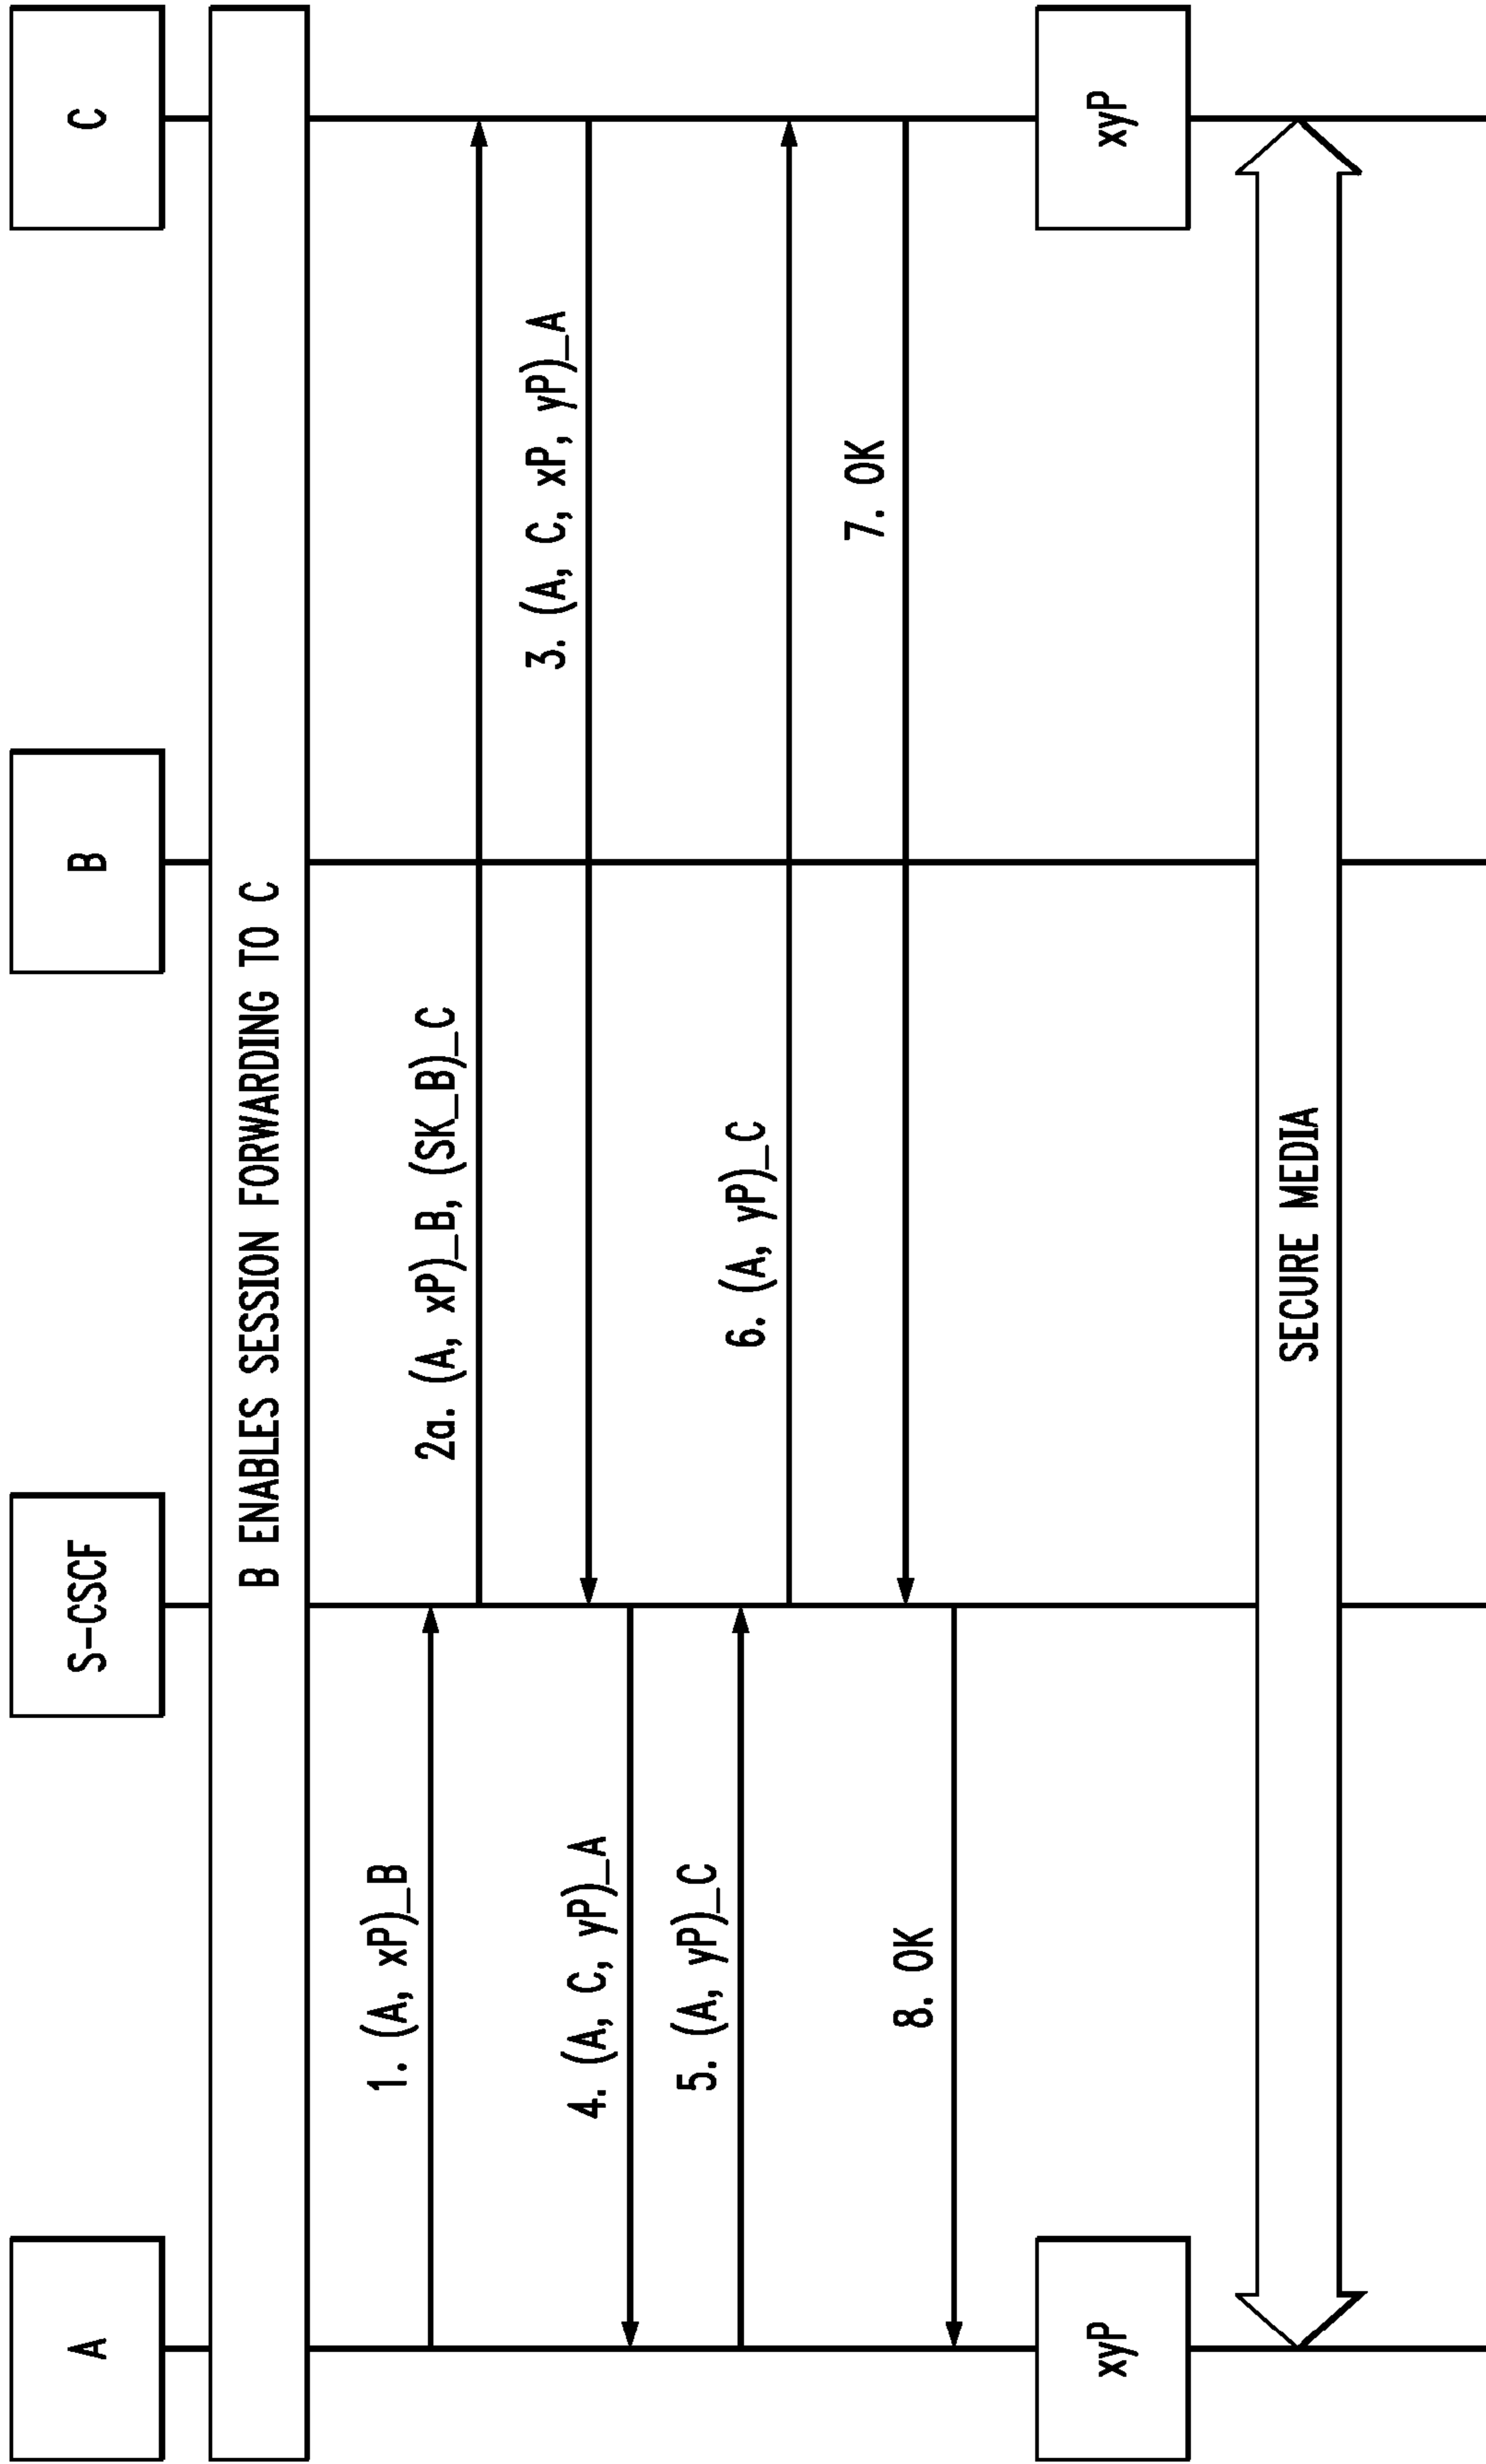 A
S-CSCF
B
C
B ENABLES SESSION FORWARDING TO C
1. (A, xP)_B
2a. (A, xP)_B, (SK_B)_C
3. (A, C, xP, yP)_A
4. (A, C, yP)_A
5. (A, yP)_C
6. (A, yP)_C
7. OK
8. OK
xyP
xyP
SECURE MEDIA